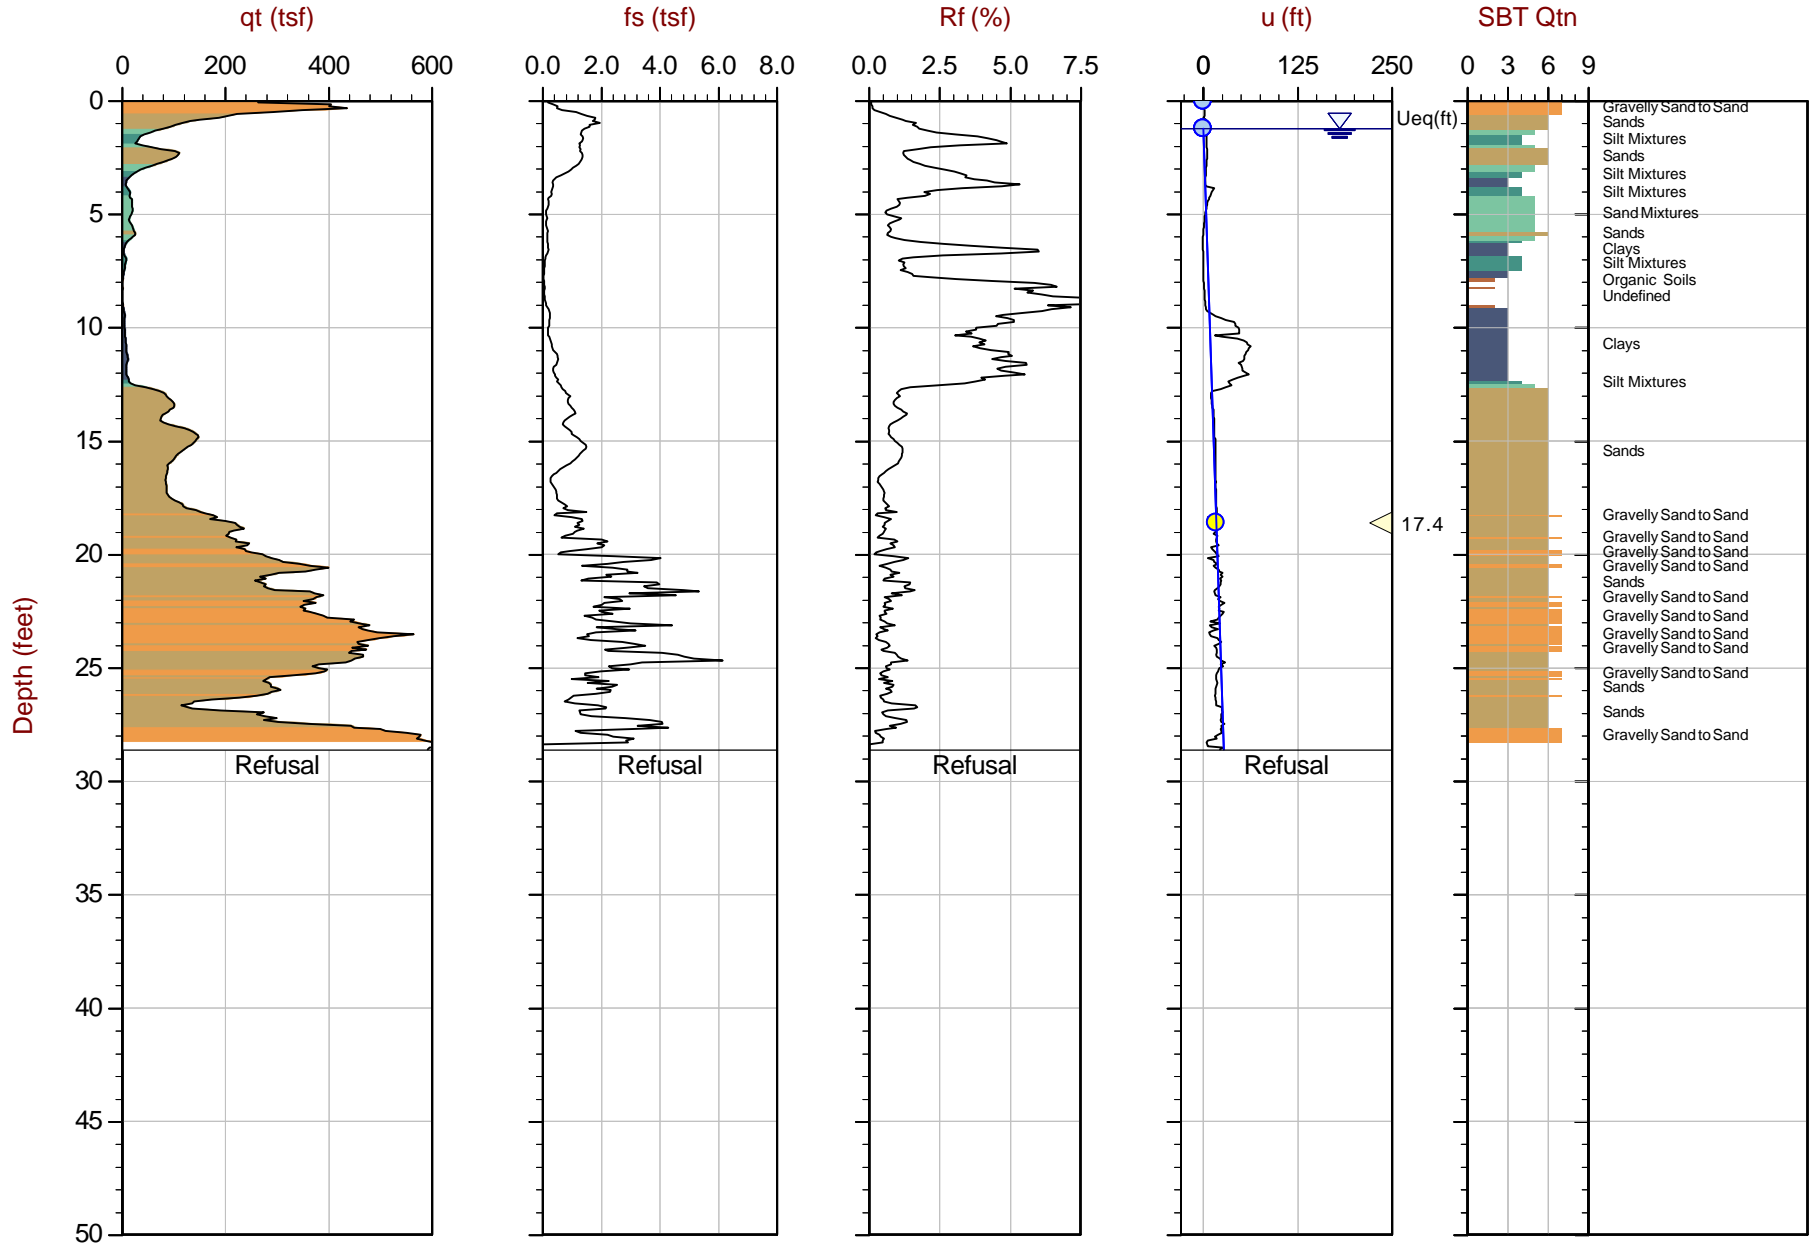 qt (tsf) fs (tsf) Rf (%) u (ft) SBT Qtn
0 200 400 600 0.0 2.0 4.0 6.0 8.0 0.0 2.5 5.0 7.5 0 125 250 0 3 6 9
0
5
10
15
20
25
30
35
40
45
50
Depth (feet)
Refusal Refusal Refusal Refusal
Ueq(ft)
17.4
Gravelly Sand to Sand
Sands
Silt Mixtures
Sands
Silt Mixtures
Silt Mixtures
Sand Mixtures
Sands
Clays
Silt Mixtures
Organic Soils
Undefined
Clays
Silt Mixtures
Sands
Gravelly Sand to Sand
Gravelly Sand to Sand
Gravelly Sand to Sand
Gravelly Sand to Sand
Sands
Gravelly Sand to Sand
Gravelly Sand to Sand
Gravelly Sand to Sand
Gravelly Sand to Sand
Gravelly Sand to Sand
Sands
Sands
Gravelly Sand to Sand